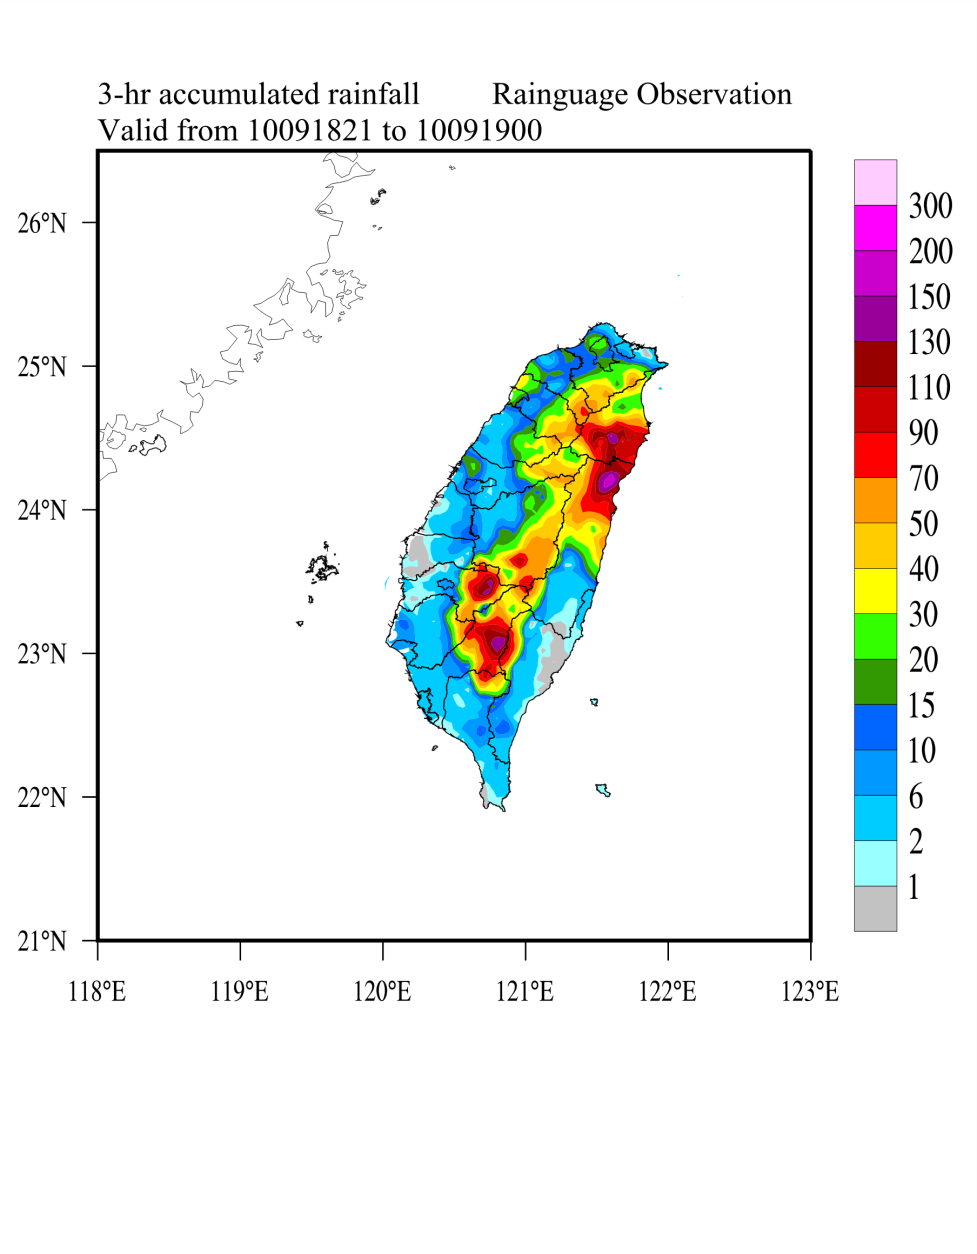 3-hr accumulated rainfall Rainguage Observation
Valid from 10091821 to 10091900
26°N
25°N
24°N
23°N
22°N
21°N
118°E 119°E 120°E 121°E 122°E 123°E
300
200
150
130
110
90
70
50
40
30
20
15
10
6
2
1